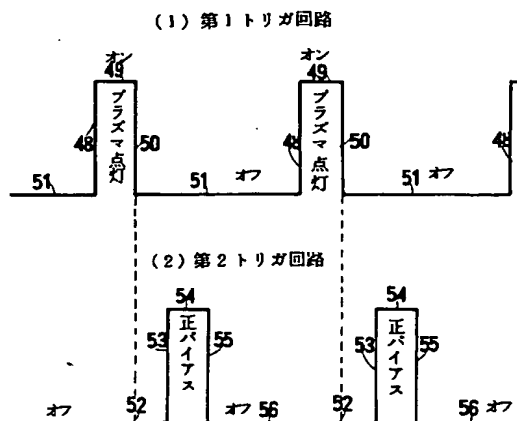 (1) 第1トリガ回路
オン オン
49 49
プラズマ点灯 プラズマ点灯
48 50 48 50 48
51 51 オフ 51 オフ
(2) 第2トリガ回路
54 54
正バイアス 正バイアス
53 55 53 55
オフ 52 オフ 56 52 56 オフ